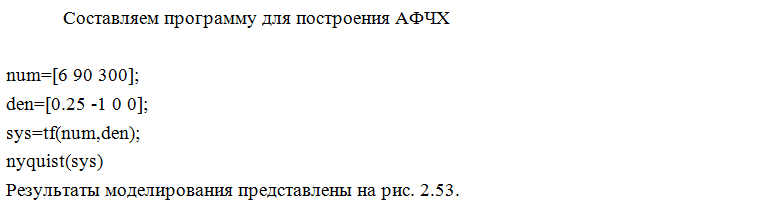 Составляем программу для построения АФЧХ
num=[6 90 300];
den=[0.25 -1 0 0];
sys=tf(num,den);
nyquist(sys)
Результаты моделирования представлены на рис. 2.53.